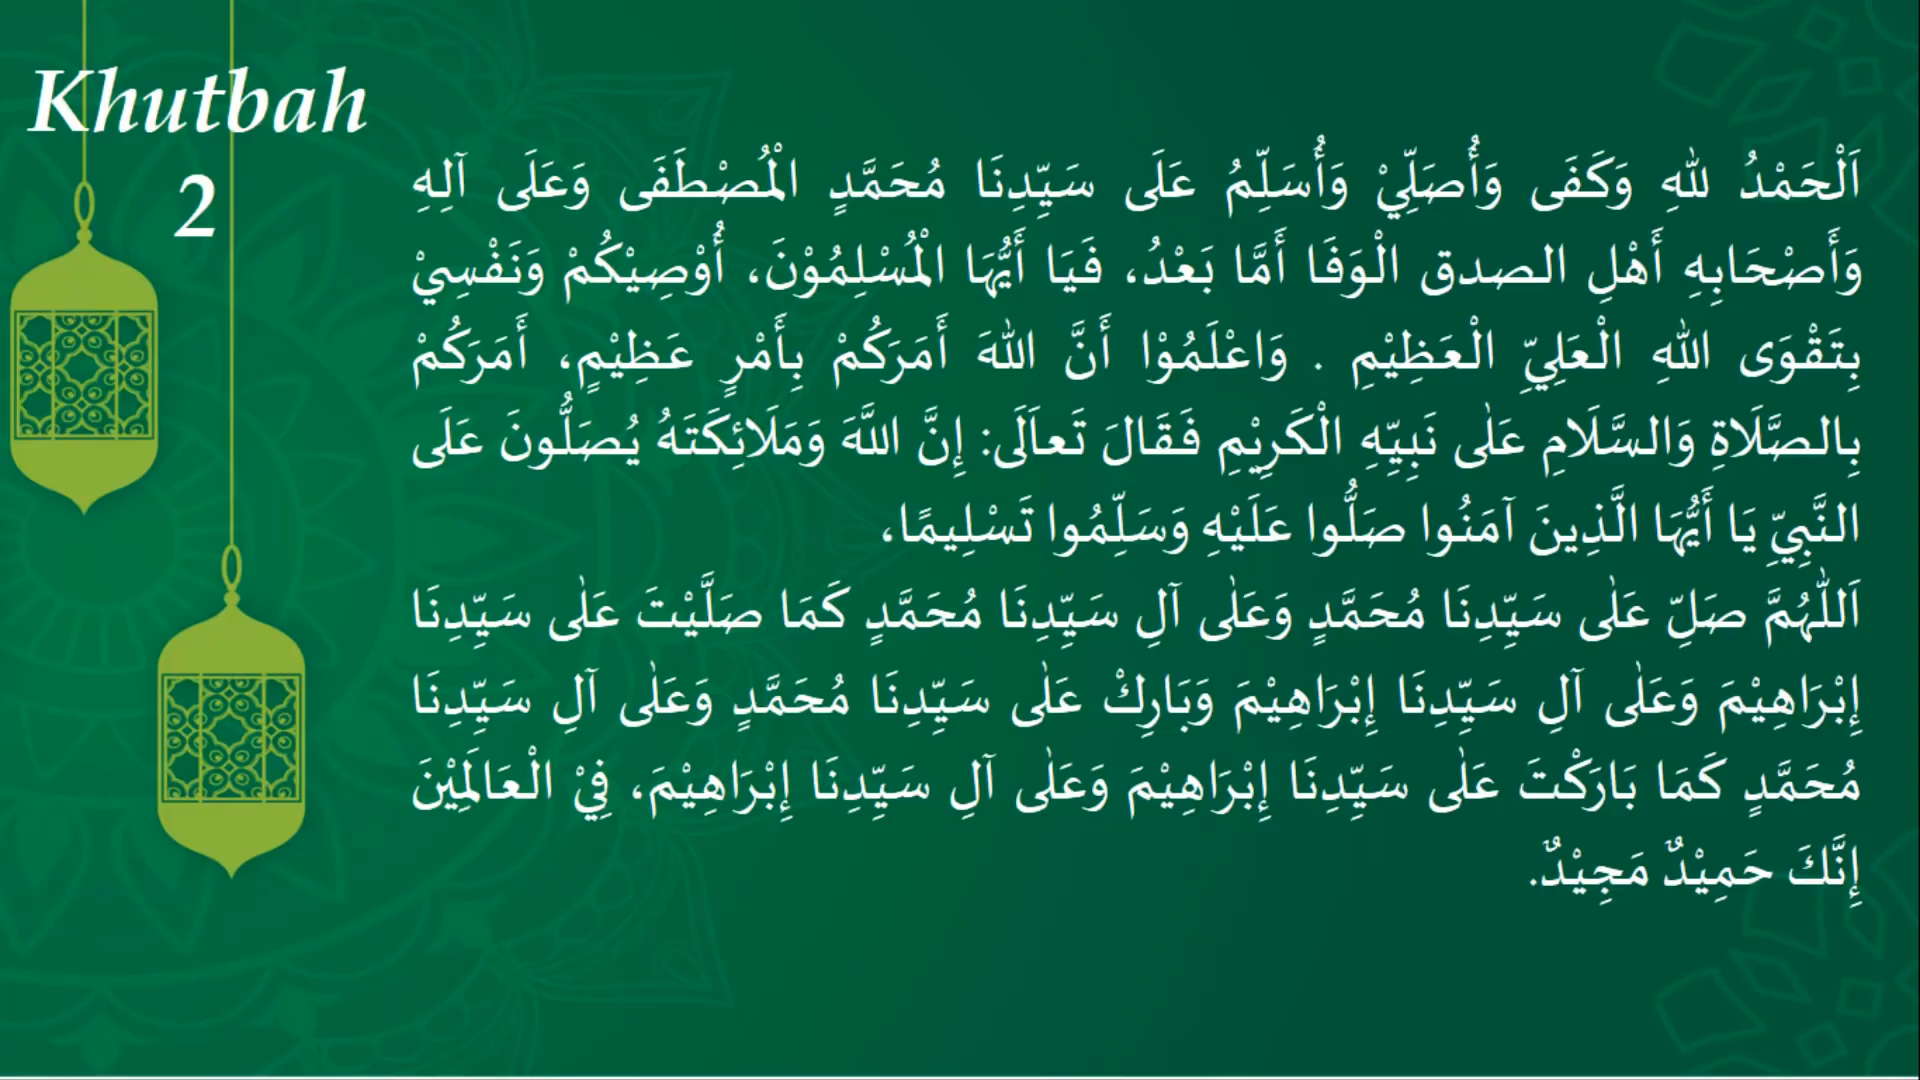 Khutbah
2
اَلْحَمْدُ للهِ وَكَفَى وَأُصَلِّيْ وَأُسَلِّمُ عَلَى سَيِّدِنَا مُحَمَّدٍ الْمُصْطَفَى وَعَلَى آلِهِ
وَأَصْحَابِهِ أَهْلِ الصدق الْوَفَا أَمَّا بَعْدُ، فَيَا أَيُّهَا الْمُسْلِمُوْنَ، أُوْصِيْكُمْ وَنَفْسِيْ
بِتَقْوَى اللهِ الْعَلِيِّ الْعَظِيْمِ . وَاعْلَمُوْا أَنَّ اللهَ أَمَرَكُمْ بِأَمْرٍ عَظِيْمٍ، أَمَرَكُمْ
بِالصَّلَاةِ وَالسَّلَامِ عَلٰى نَبِيِّهِ الْكَرِيْمِ فَقَالَ تَعاَلَى: إِنَّ اللهَ وَمَلَائِكَتَهُ يُصَلُّونَ عَلَى
النَّبِيِّ يَا أَيُّهَا الَّذِينَ آمَنُوا صَلُّوا عَلَيْهِ وَسَلِّمُوا تَسْلِيمًا،
اَللّٰهُمَّ صَلِّ عَلٰى سَيِّدِنَا مُحَمَّدٍ وَعَلٰى آلِ سَيِّدِنَا مُحَمَّدٍ كَمَا صَلَّيْتَ عَلٰى سَيِّدِنَا
إِبْرَاهِيْمَ وَعَلٰى آلِ سَيِّدِنَا إِبْرَاهِيْمَ وَبَارِكْ عَلٰى سَيِّدِنَا مُحَمَّدٍ وَعَلٰى آلِ سَيِّدِنَا
مُحَمَّدٍ كَمَا بَارَكْتَ عَلٰى سَيِّدِنَا إِبْرَاهِيْمَ وَعَلٰى آلِ سَيِّدِنَا إِبْرَاهِيْمَ، فِيْ الْعَالَمِيْنَ
إِنَّكَ حَمِيْدٌ مَجِيْدٌ.